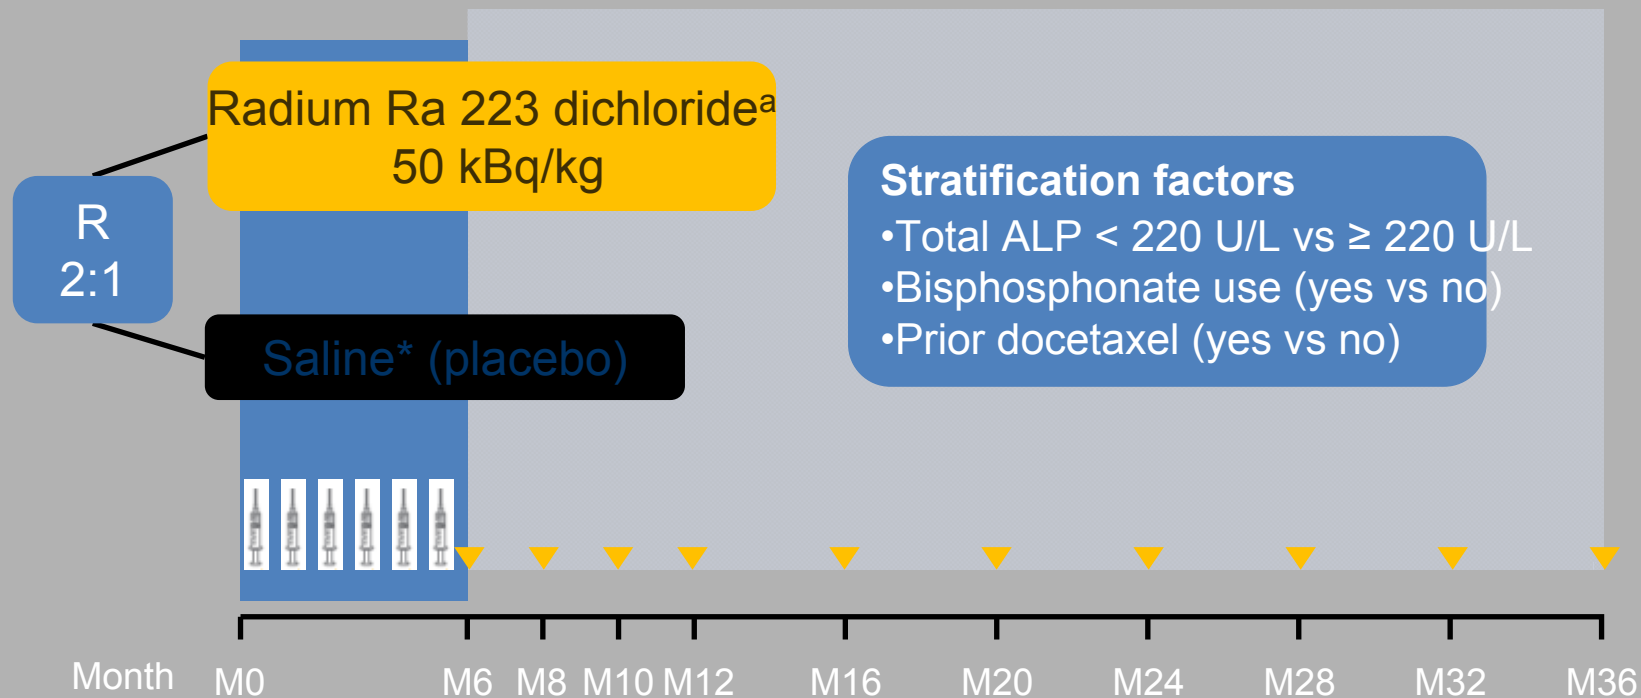 Radium Ra 223 dichlorideᵃ
50 kBq/kg
R
2:1
Saline* (placebo)
Stratification factors
•Total ALP < 220 U/L vs ≥ 220 U/L
•Bisphosphonate use (yes vs no)
•Prior docetaxel (yes vs no)
Month M0 M6 M8 M10 M12 M16 M20 M24 M28 M32 M36